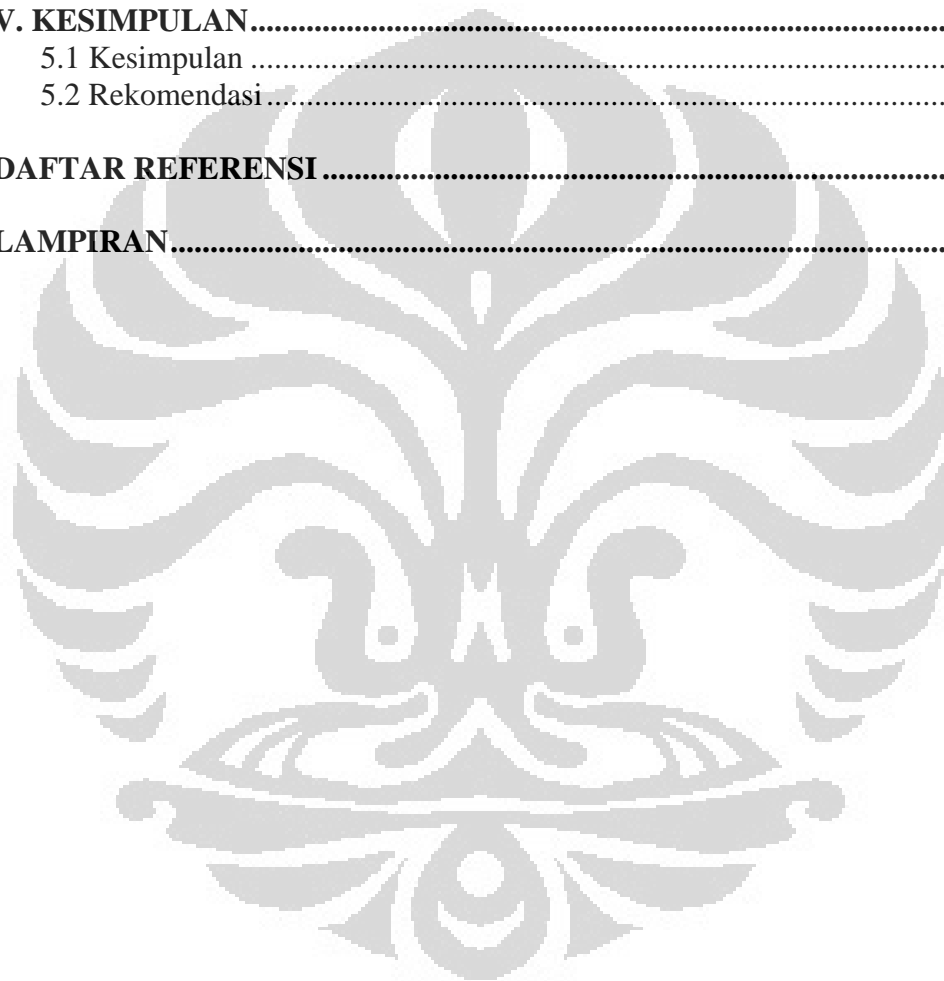 V. KESIMPULAN..............................................................................................
5.1 Kesimpulan ..............................................................................................
5.2 Rekomendasi..............................................................................................
DAFTAR REFERENSI ..............................................................................................
LAMPIRAN..............................................................................................